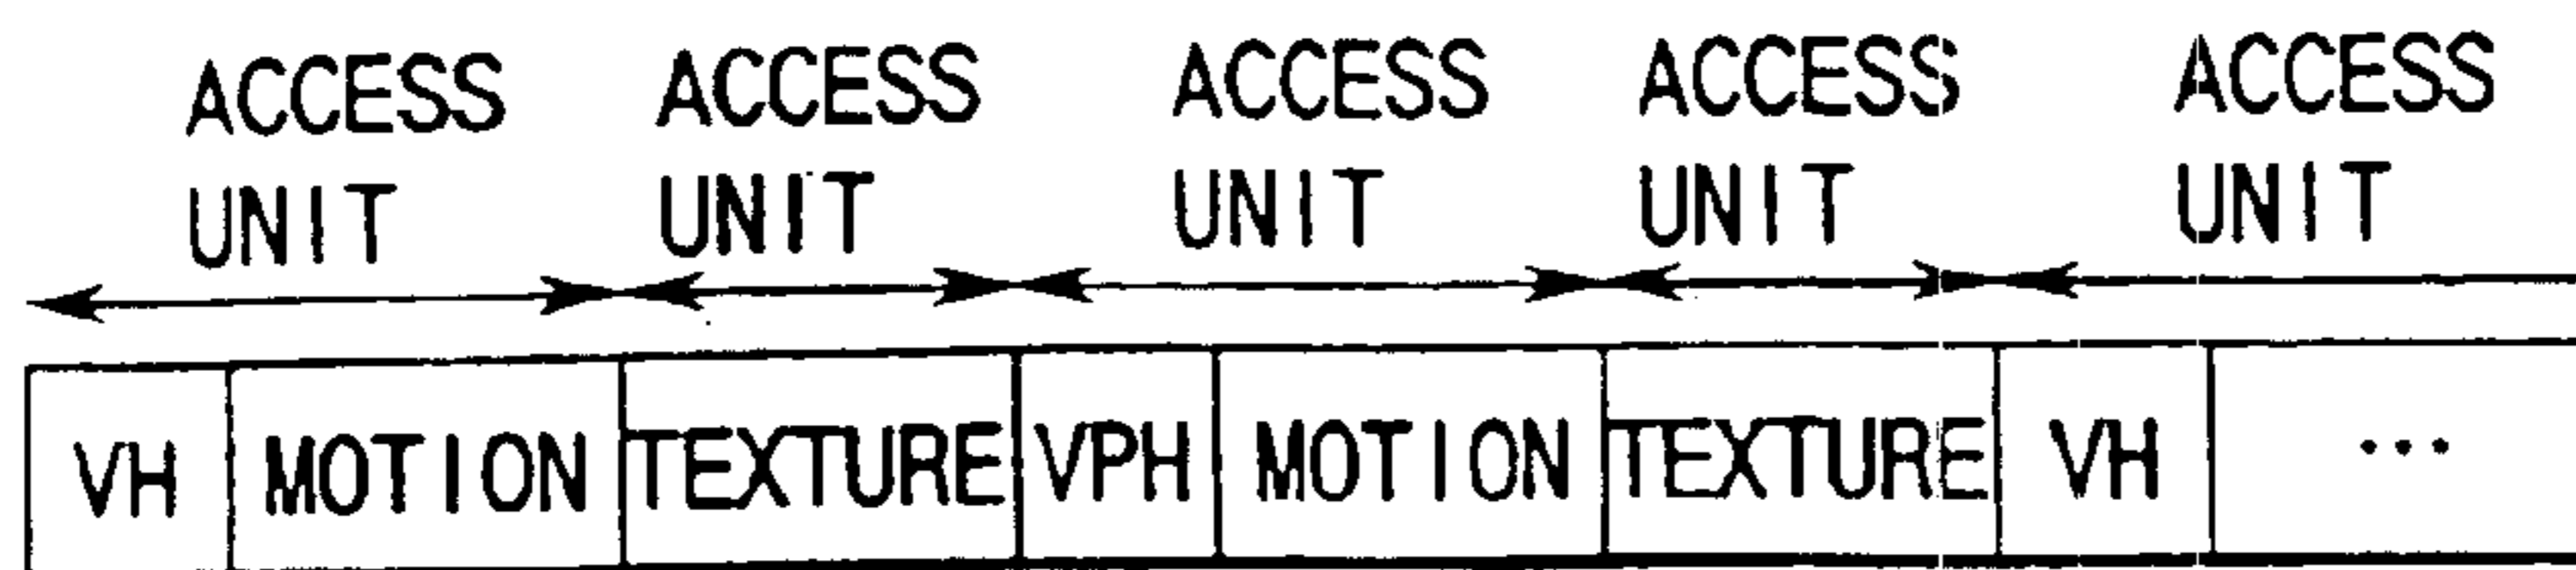 ACCESS ACCESS ACCESS ACCESS ACCESS
UNIT UNIT UNIT UNIT UNIT
VH MOTION TEXTURE VPH MOTION TEXTURE VH ...